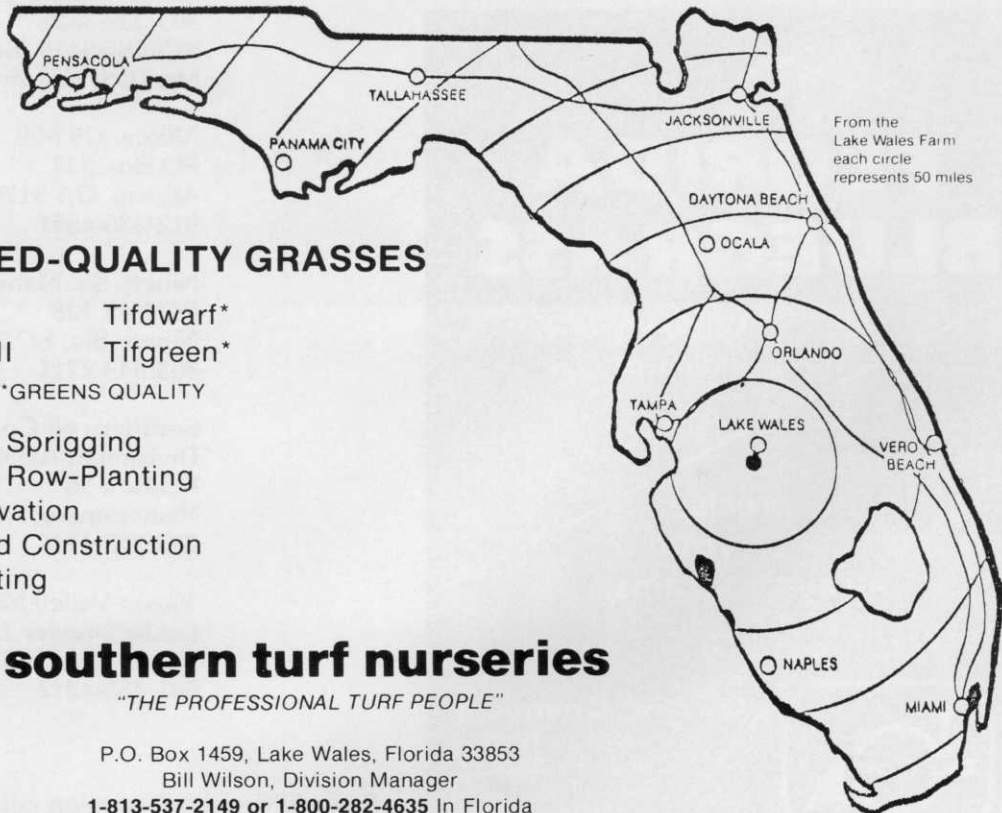 PENSACOLA
TALLAHASSEE
PANAMA CITY
JACKSONVILLE
From the
Lake Wales Farm
each circle
represents 50 miles
DAYTONA BEACH
OCALA
ORLANDO
TAMPA
LAKE WALES
VERO
BEACH
NAPLES
MIAMI
QUALITY GRASSES
Tifdwarf*
Tifgreen*
*GREENS QUALITY
Sprigging
Row-Planting
Construction
southern turf nurseries
"THE PROFESSIONAL TURF PEOPLE"
P.O. Box 1459, Lake Wales, Florida 33853
Bill Wilson, Division Manager
1-813-537-2149 or 1-800-282-4635 In Florida